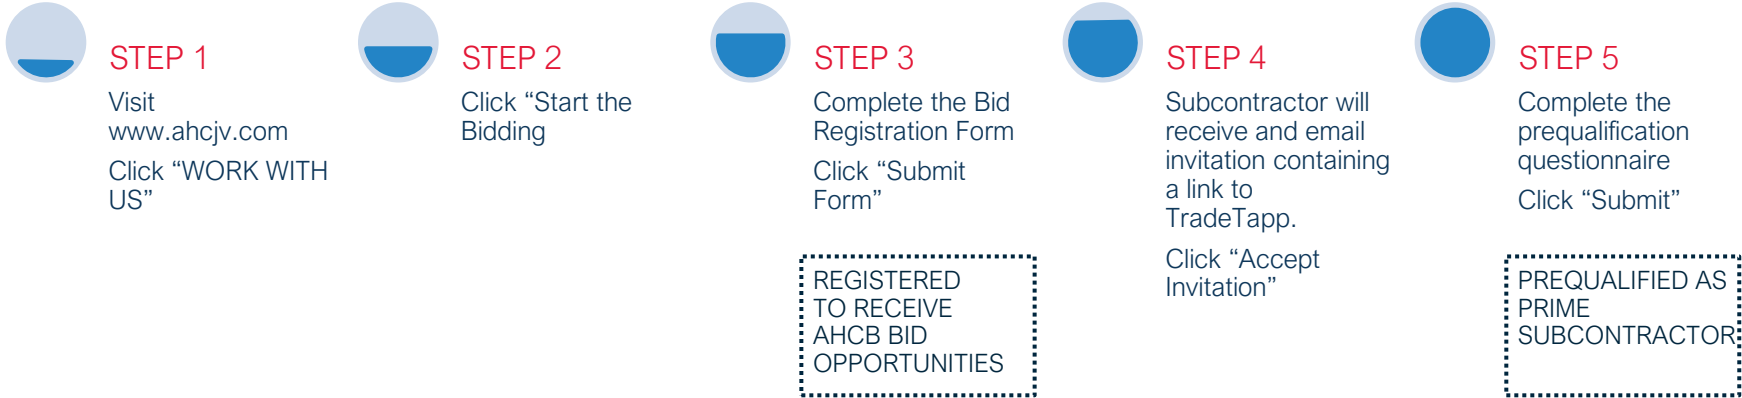 STEP 1
Visit
www.ahcjv.com
Click “WORK WITH
US”
STEP 2
Click “Start the
Bidding
STEP 3
Complete the Bid
Registration Form
Click “Submit
Form”
REGISTERED
TO RECEIVE
AHCB BID
OPPORTUNITIES
STEP 4
Subcontractor will
receive and email
invitation containing
a link to
TradeTapp.
Click “Accept
Invitation”
STEP 5
Complete the
prequalification
questionnaire
Click “Submit”
PREQUALIFIED AS
PRIME
SUBCONTRACTOR